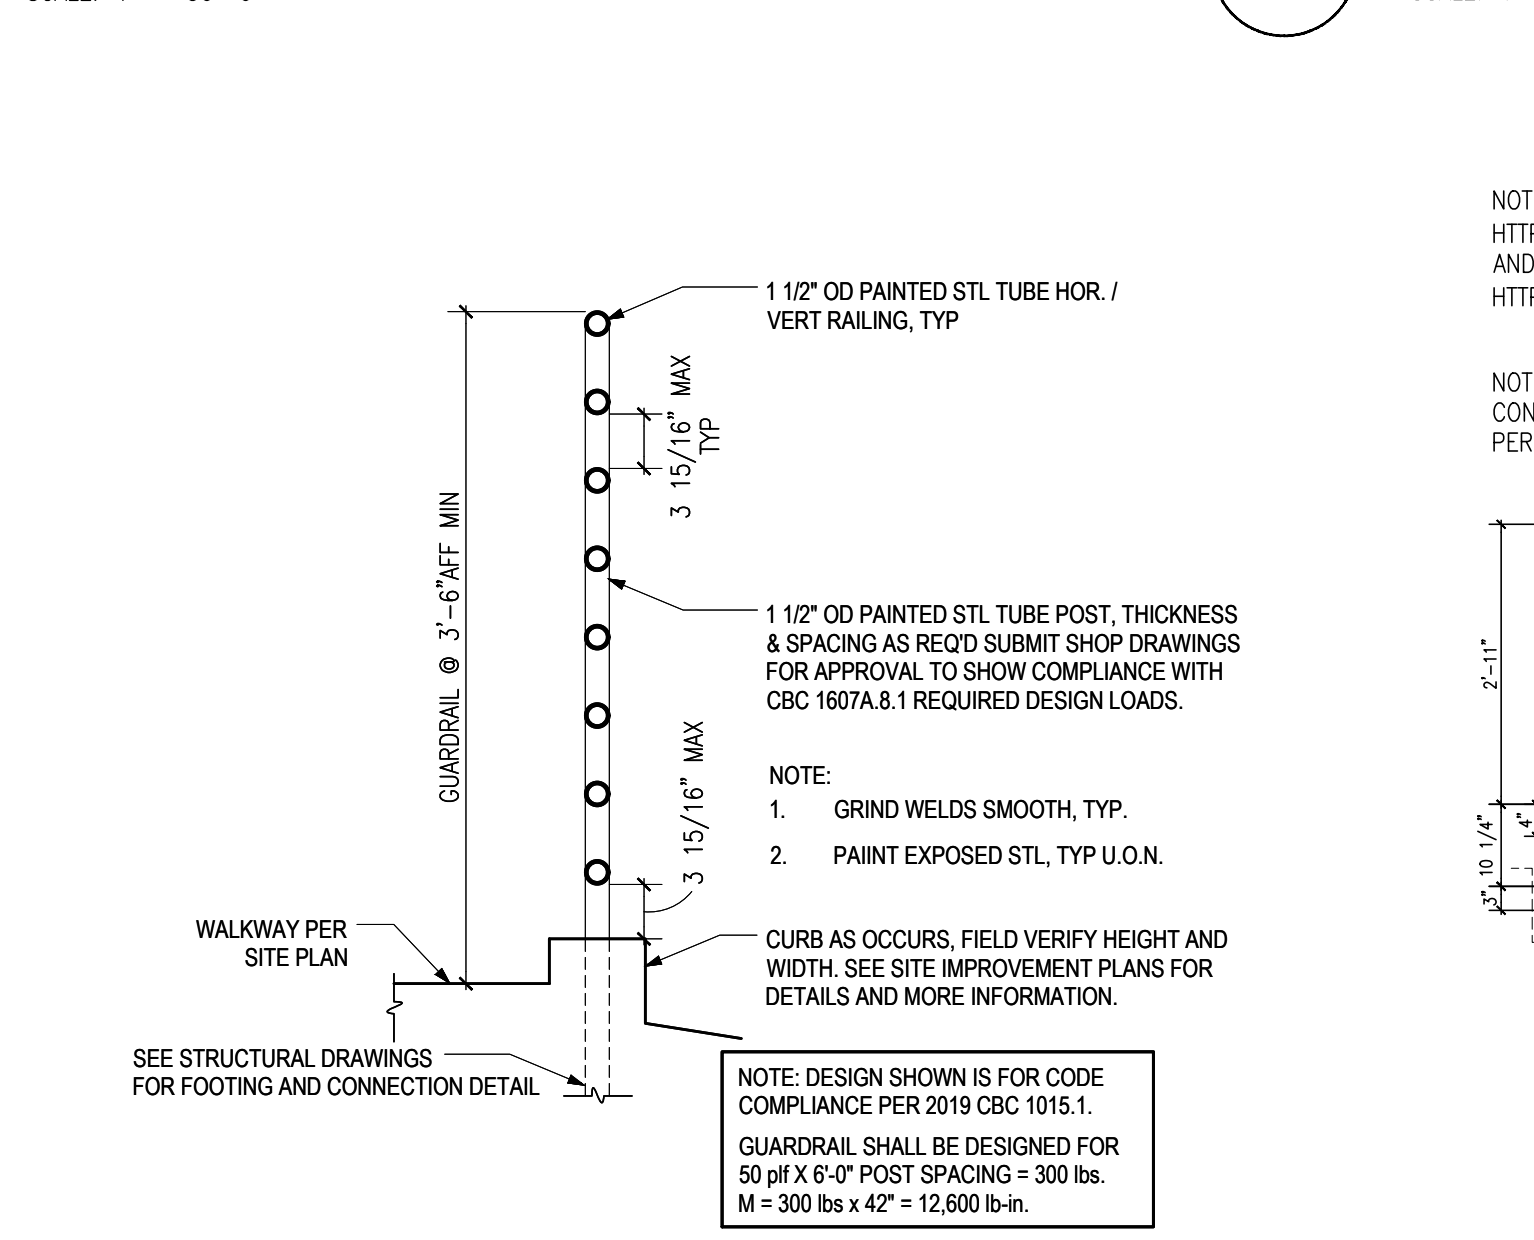 1 1/2" OD PAINTED STL TUBE HOR. /
VERT RAILING, TYP
3 15/16" MAX
TYP
GUARDRAIL @ 3'-6"AFF MIN
1 1/2" OD PAINTED STL TUBE POST, THICKNESS
& SPACING AS REQ'D SUBMIT SHOP DRAWINGS
FOR APPROVAL TO SHOW COMPLIANCE WITH
CBC 1607A.8.1 REQUIRED DESIGN LOADS.
3 15/16" MAX
NOTE:
1. GRIND WELDS SMOOTH, TYP.
2. PAIINT EXPOSED STL, TYP U.O.N.
WALKWAY PER
SITE PLAN
CURB AS OCCURS, FIELD VERIFY HEIGHT AND
WIDTH. SEE SITE IMPROVEMENT PLANS FOR
DETAILS AND MORE INFORMATION.
SEE STRUCTURAL DRAWINGS
FOR FOOTING AND CONNECTION DETAIL
NOTE: DESIGN SHOWN IS FOR CODE
COMPLIANCE PER 2019 CBC 1015.1.
GUARDRAIL SHALL BE DESIGNED FOR
50 plf X 6'-0" POST SPACING = 300 lbs.
M = 300 lbs x 42" = 12,600 lb-in.
NOT
HTTP
AND
HTTP
NOT
CON
PER
2'-11"
10 1/4"
4"
3"